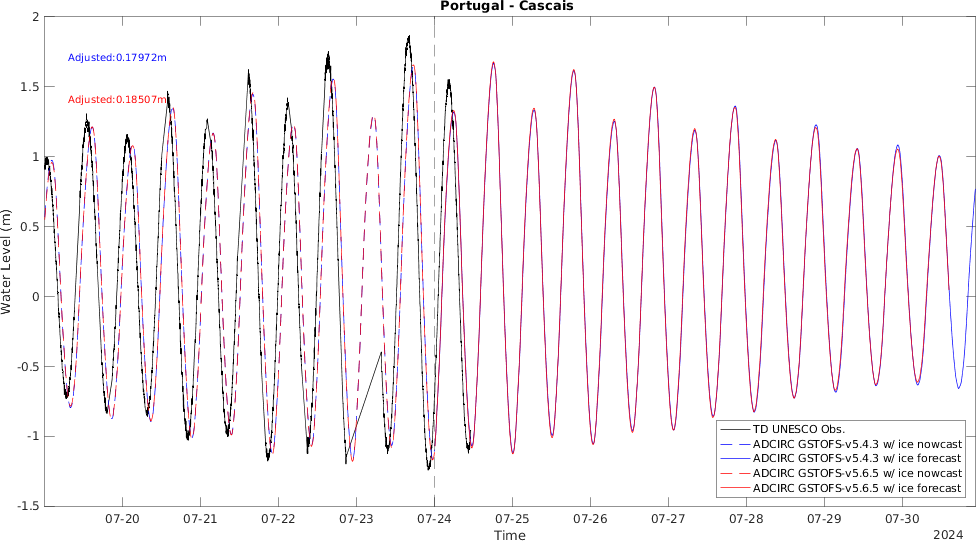 Portugal - Cascais
2
1.5
1
0.5
0
-0.5
-1
-1.5
Water Level (m)
Adjusted:0.17972m
Adjusted:0.18507m
TD UNESCO Obs.
ADCIRC GSTOFS-v5.4.3 w/ ice nowcast
ADCIRC GSTOFS-v5.4.3 w/ ice forecast
ADCIRC GSTOFS-v5.6.5 w/ ice nowcast
ADCIRC GSTOFS-v5.6.5 w/ ice forecast
07-20 07-21 07-22 07-23 07-24 07-25 07-26 07-27 07-28 07-29 07-30
Time
2024